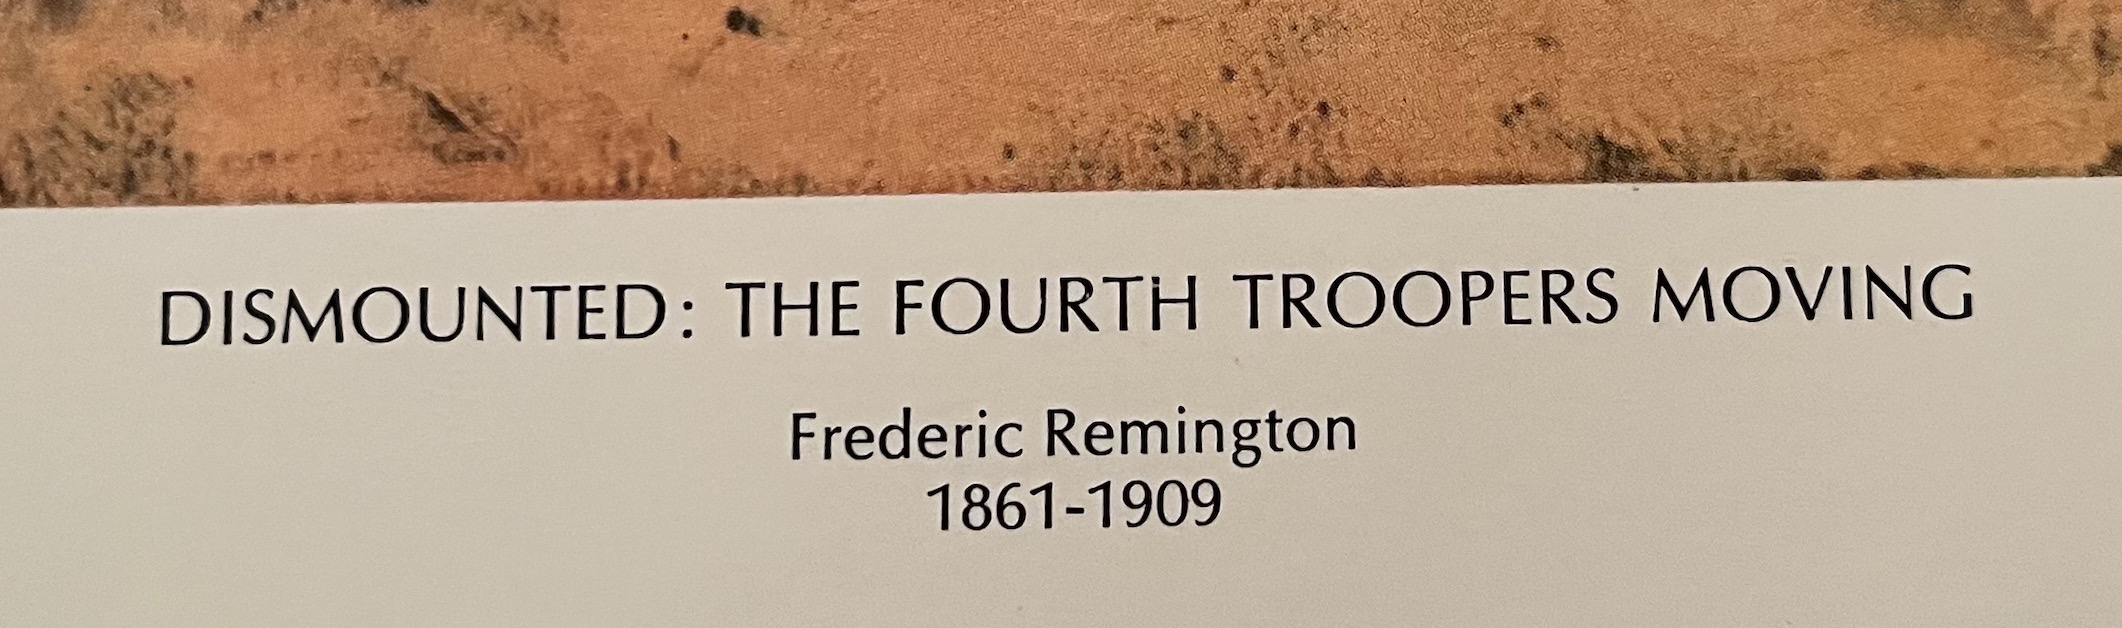 DISMOUNTED: THE FOURTH TROOPERS MOVING
Frederic Remington
1861-1909